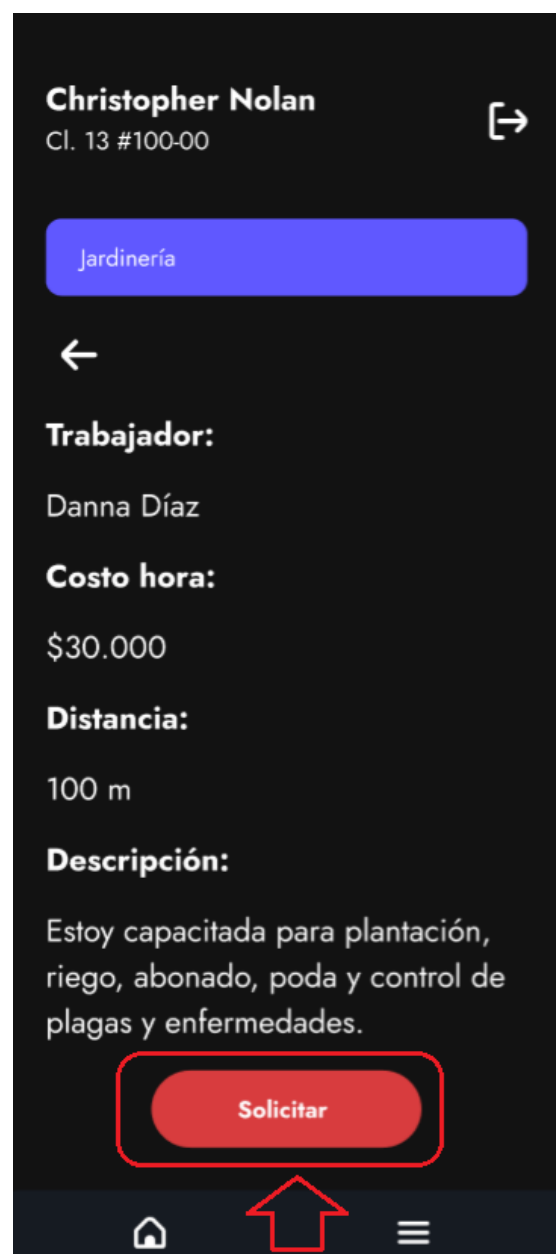 Christopher Nolan
Cl. 13 #100-00
Jardinería
Trabajador:
Danna Díaz
Costo hora:
$30.000
Distancia:
100 m
Descripción:
Estoy capacitada para plantación,
riego, abonado, poda y control de
plagas y enfermedades.
Solicitar